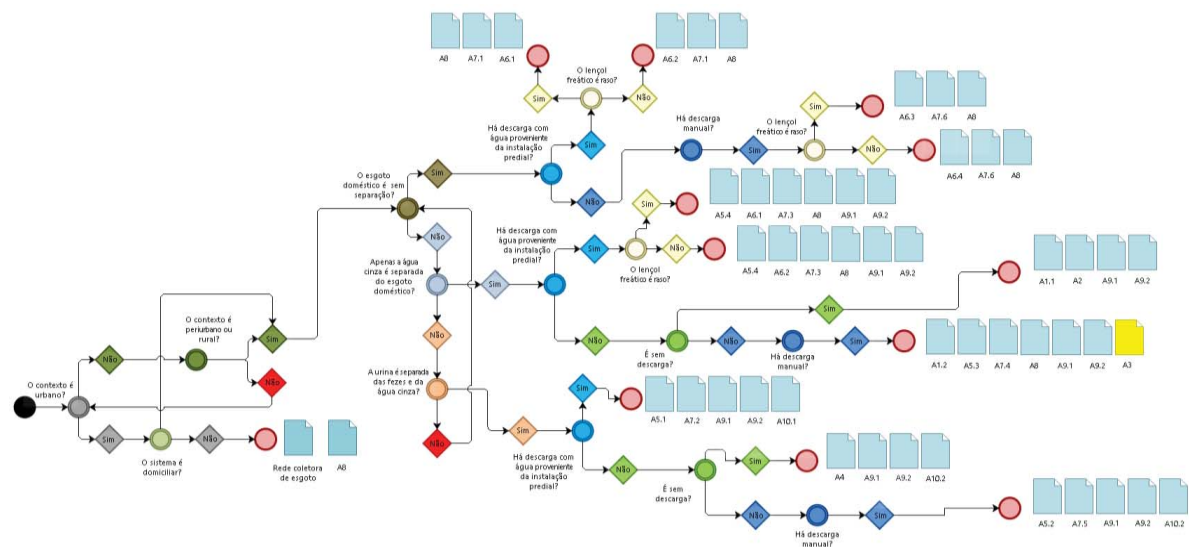 A8 A7.1 A6.1
A6.2 A7.1 A8
O lençol
freático é raso?
Sim
Não
Há descarga com
água proveniente
da instalação
predial?
Sim
Não
Há descarga
manual?
Sim
O lençol
freático é raso?
Sim
Não
A6.3 A7.6 A8
A6.4 A7.6 A8
O esgoto
doméstico é sem
separação?
Sim
Não
Há descarga com
água proveniente
da instalação
predial?
Sim
Sim
Não
O lençol
freático é raso?
A5.4 A6.1 A7.3 A8 A9.1 A9.2
A5.4 A6.2 A7.3 A8 A9.1 A9.2
Apenas a água
cinza é separada
do esgoto
doméstico?
Sim
Não
Não
É sem
descarga?
Sim
A1.1 A2 A9.1 A9.2
Não
Há descarga
manual?
Sim
A1.2 A5.3 A7.4 A8 A9.1 A9.2 A3
O contexto é
urbano?
Não
O contexto é
periurbano ou
rural?
Sim
Não
Sim
O sistema é
domiciliar?
Não
Rede coletora
de esgoto
A8
A urina é separada
das fezes e da
água cinza?
Não
Sim
Há descarga com
água proveniente
da instalação
predial?
Sim
A5.1 A7.2 A9.1 A9.2 A10.1
Não
É sem
descarga?
Sim
A4 A9.1 A9.2 A10.2
Não
Há descarga
manual?
Sim
A5.2 A7.5 A9.1 A9.2 A10.2